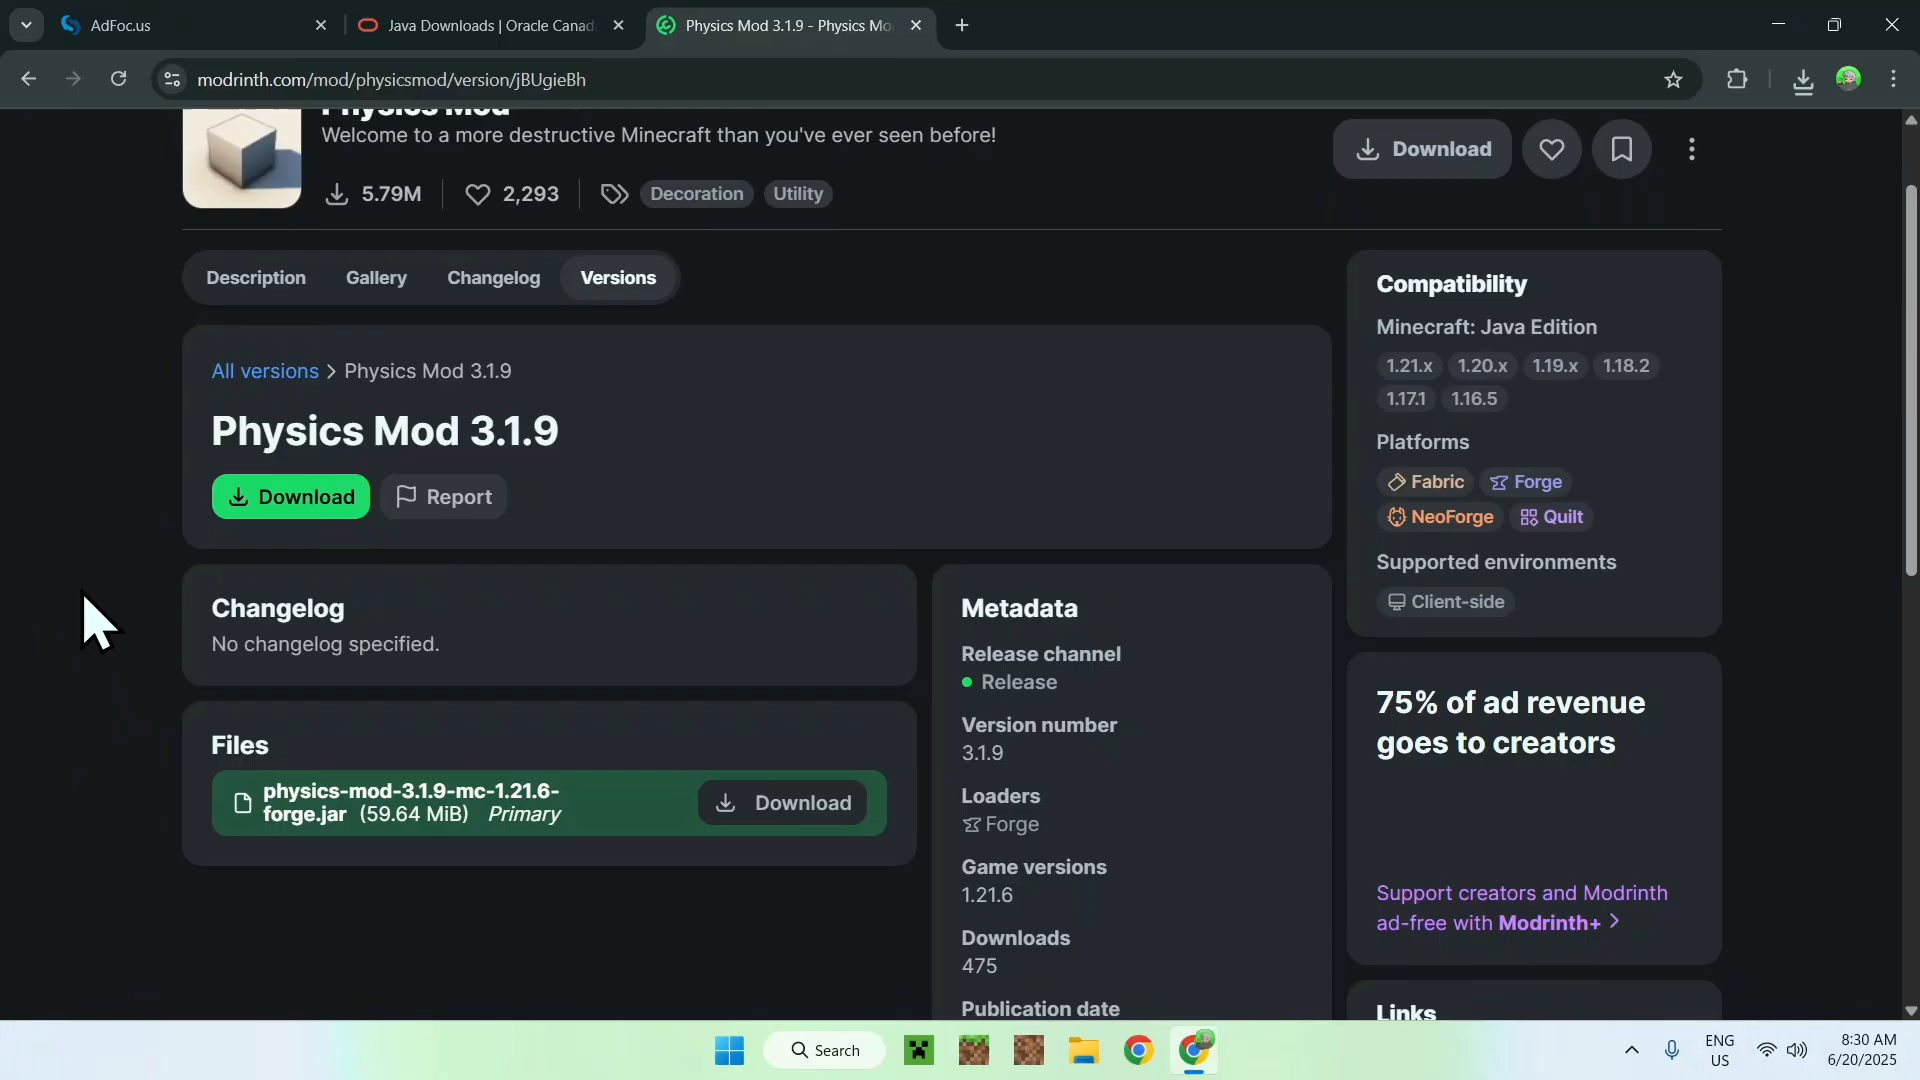 AdFoc.us
Java Downloads | Oracle Canad
Physics Mod 3.1.9 - Physics Mo
modrinth.com/mod/physicsmod/version/jBUgieBh
Physics Mod
Welcome to a more destructive Minecraft than you've ever seen before!
5.79M
2,293
Decoration
Utility
Download
Description
Gallery
Changelog
Versions
All versions > Physics Mod 3.1.9
Physics Mod 3.1.9
Download
Report
Changelog
No changelog specified.
Files
physics-mod-3.1.9-mc-1.21.6-
forge.jar (59.64 MiB) Primary
Download
Metadata
Release channel
Release
Version number
3.1.9
Loaders
Forge
Game versions
1.21.6
Downloads
475
Publication date
Compatibility
Minecraft: Java Edition
1.21.x 1.20.x 1.19.x 1.18.2
1.17.1 1.16.5
Platforms
Fabric Forge
NeoForge Quilt
Supported environments
Client-side
75% of ad revenue
goes to creators
Support creators and Modrinth
ad-free with Modrinth+ >
Links
Search
ENG
US
8:30 AM
6/20/2025